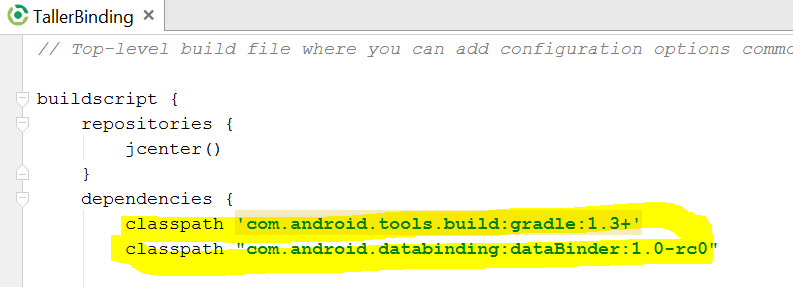 TallerBinding ×
// Top-level build file where you can add configuration options commo
buildscript {
repositories {
jcenter()
}
dependencies {
classpath 'com.android.tools.build:gradle:1.3+'
classpath "com.android.databinding:dataBinder:1.0-rc0"